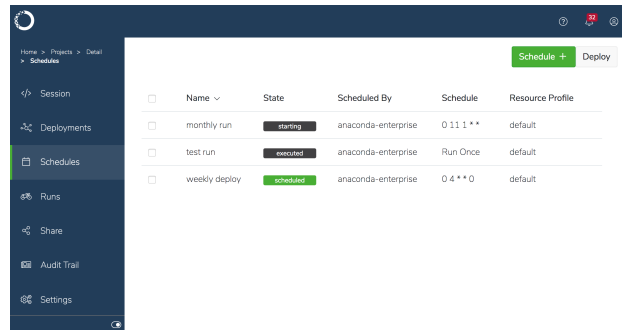 32
Home > Projects > Detail
> Schedules
Schedule + Deploy
</> Session
Deployments
Schedules
Runs
Share
Audit Trail
Settings
Name State Scheduled By Schedule Resource Profile
monthly run starting anaconda-enterprise 0 11 1 * * default
test run executed anaconda-enterprise Run Once default
weekly deploy scheduled anaconda-enterprise 0 4 * * 0 default